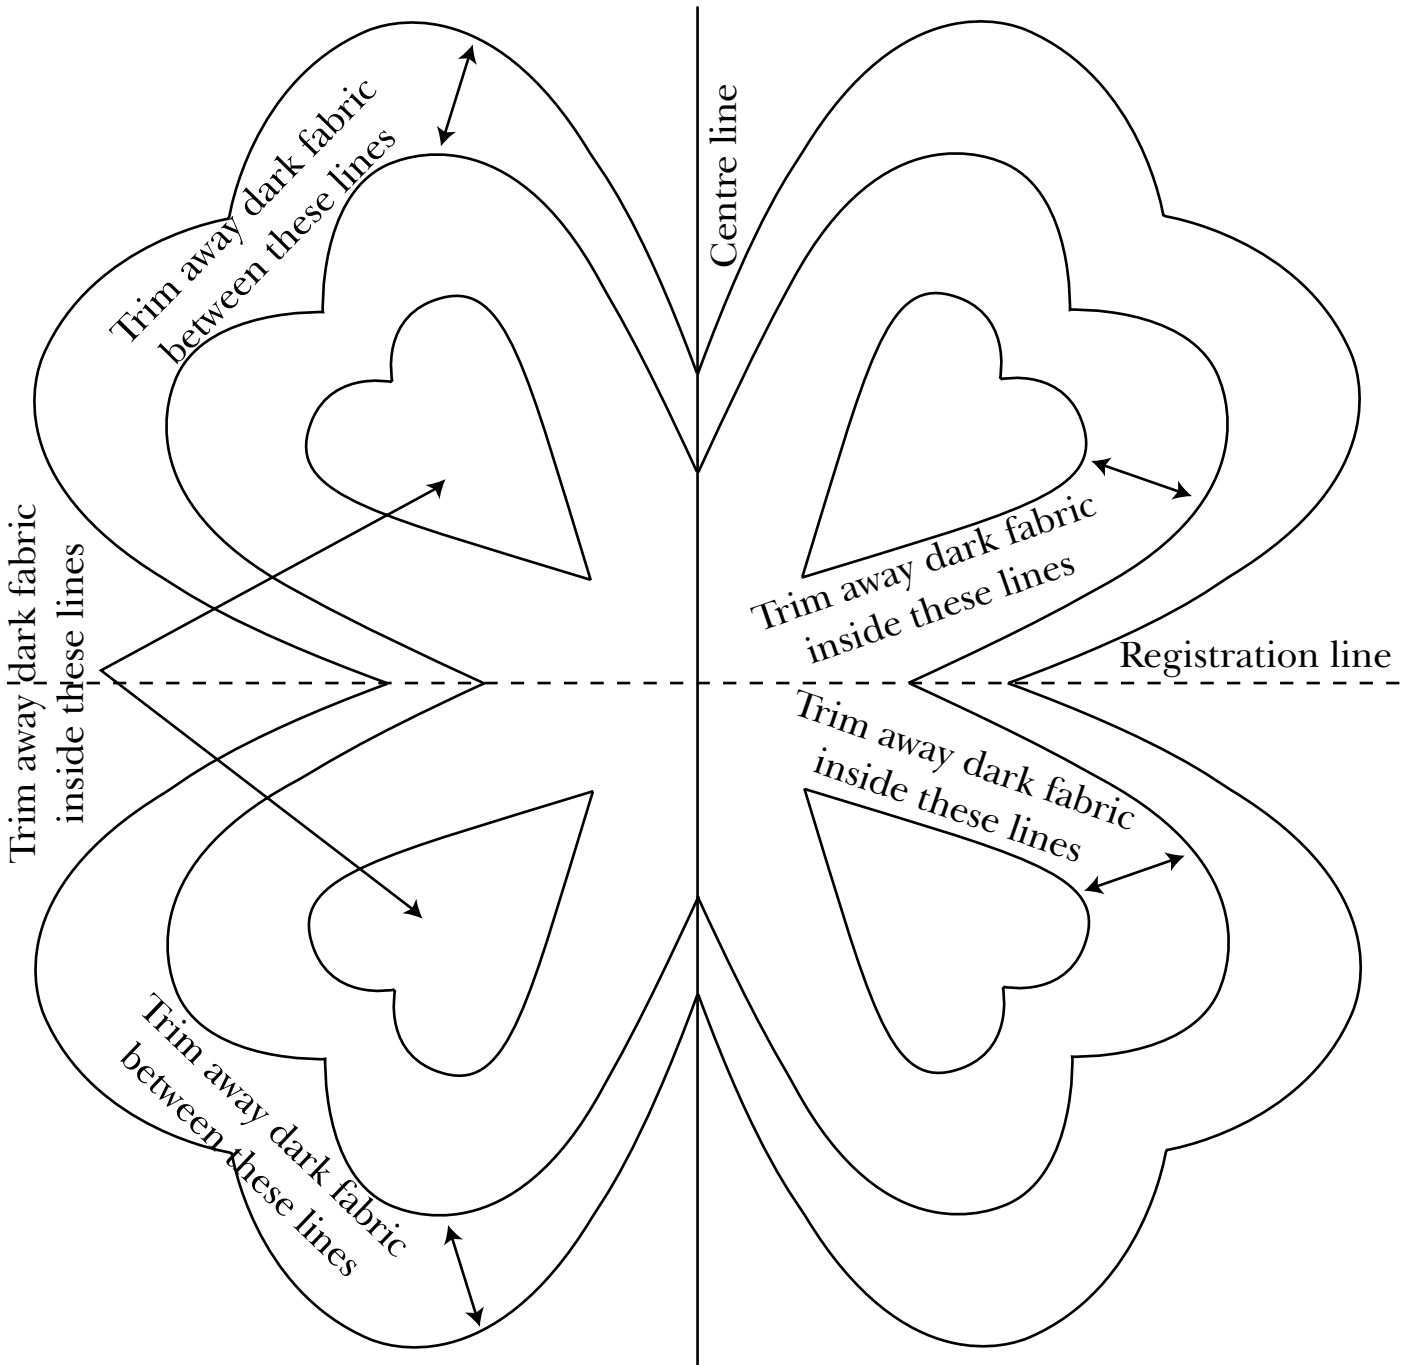 Trim away dark fabric
between these lines
Centre line
Trim away dark fabric
inside these lines
Trim away dark fabric
inside these lines
Registration line
Trim away dark fabric
inside these lines
Trim away dark fabric
between these lines